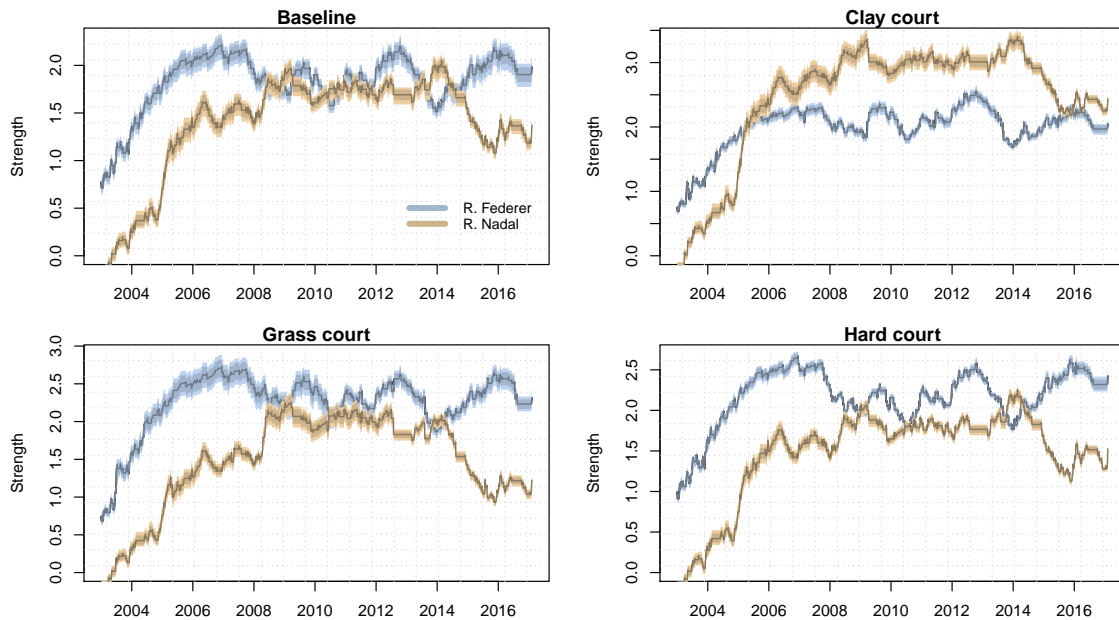 Baseline
Strength
0.0 0.5 1.0 1.5 2.0
R. Federer
R. Nadal
2004 2006 2008 2010 2012 2014 2016
Clay court
Strength
0.0 1.0 2.0 3.0
2004 2006 2008 2010 2012 2014 2016
Grass court
Strength
0.0 0.5 1.0 1.5 2.0 2.5 3.0
2004 2006 2008 2010 2012 2014 2016
Hard court
Strength
0.0 0.5 1.0 1.5 2.0 2.5
2004 2006 2008 2010 2012 2014 2016